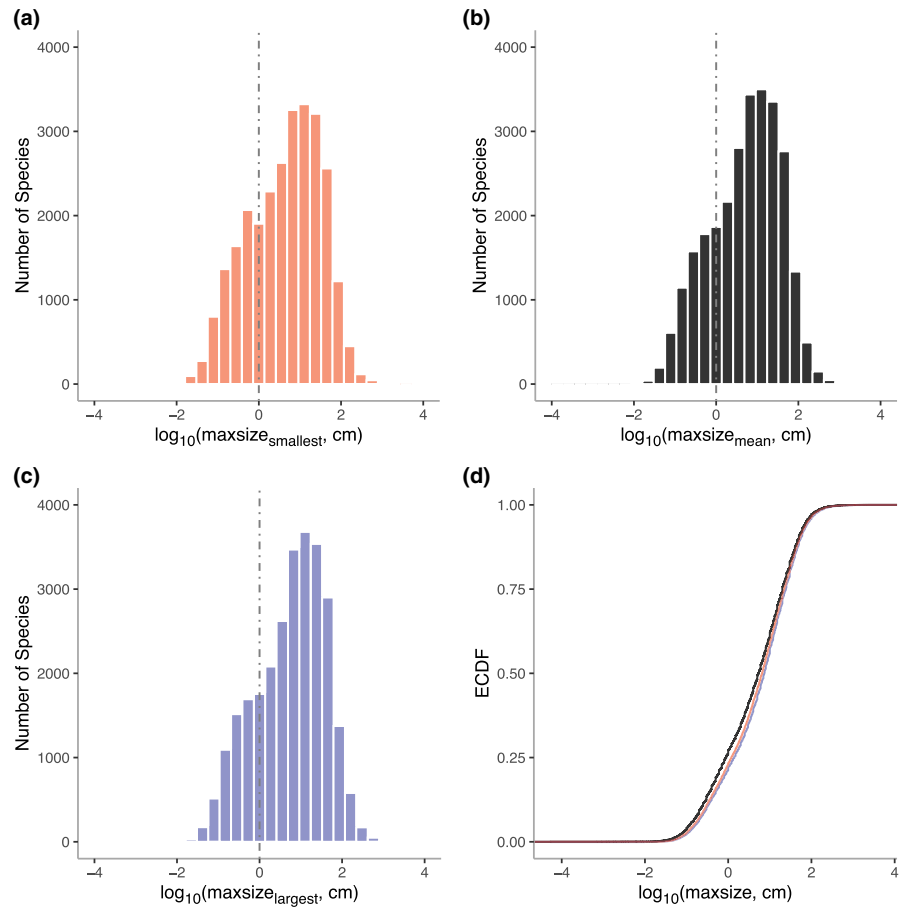 (a)
4000
3000
2000
1000
0
Number of Species
−4 −2 0 2 4
log10(maxsizesmallest, cm)
(b)
4000
3000
2000
1000
0
Number of Species
−4 −2 0 2 4
log10(maxsizemean, cm)
(c)
4000
3000
2000
1000
0
Number of Species
−4 −2 0 2 4
log10(maxsizelargest, cm)
(d)
1.00
0.75
0.50
0.25
0.00
ECDF
−4 −2 0 2 4
log10(maxsize, cm)